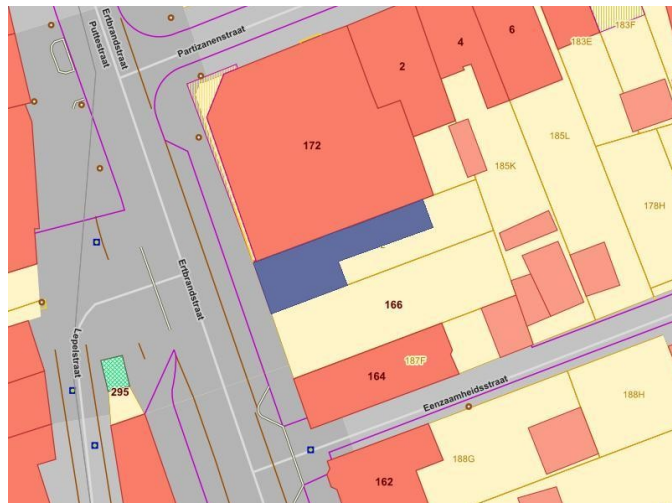 Ertbrandstraat
Puttestraat
Partizanenstraat
183F
183E
6
4
2
172
185L
185K
178H
Ertbrandstraat
166
Lepelstraat
187F
164
295
Eenzaamheidsstraat
188H
188G
162